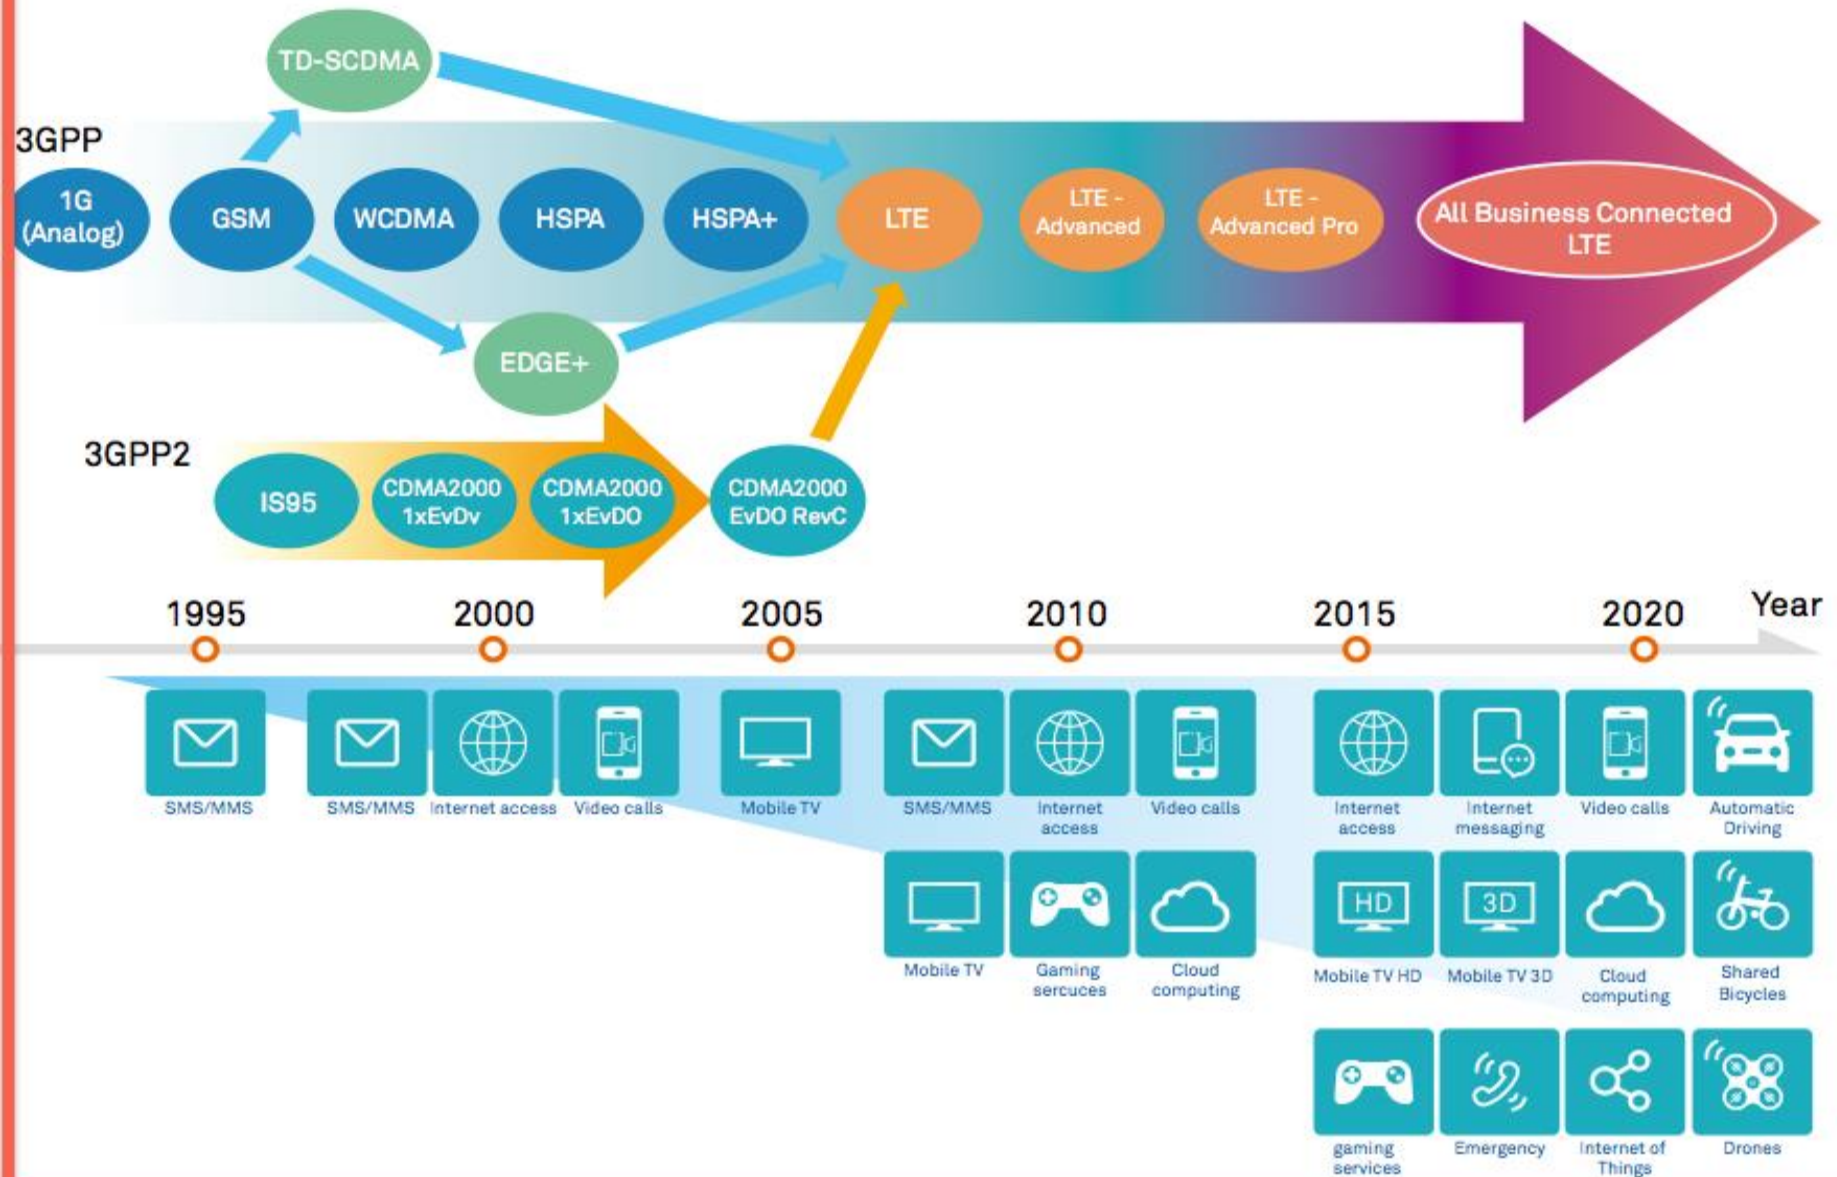 TD-SCDMA
3GPP
1G
(Analog)
GSM
WCDMA
HSPA
HSPA+
LTE
LTE -
Advanced
LTE -
Advanced Pro
All Business Connected
LTE
EDGE+
3GPP2
IS95
CDMA2000
1xEvDv
CDMA2000
1xEvDO
CDMA2000
EvDO RevC
1995
2000
2005
2010
2015
2020
Year
SMS/MMS
SMS/MMS
Internet access
Video calls
Mobile TV
SMS/MMS
Internet
access
Video calls
Internet
access
Internet
messaging
Video calls
Automatic
Driving
HD
3D
Mobile TV
Gaming
sercuces
Cloud
computing
Mobile TV HD
Mobile TV 3D
Cloud
computing
Shared
Bicycles
gaming
services
Emergency
Internet of
Things
Drones